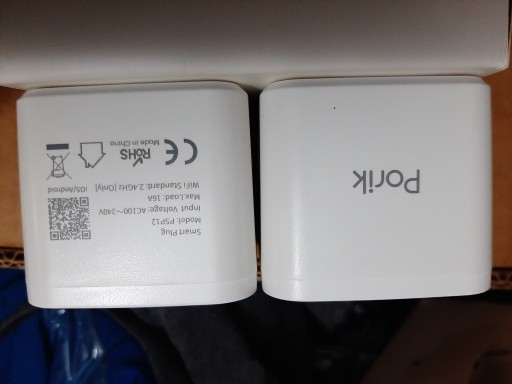 Porik
Smart Plug
Model: PSP12
Input Voltage: AC100～240V
Max.Load: 16A
WiFi Standard: 2.4GHz [Only]
iOS/Android
CE
RoHS
Made in China